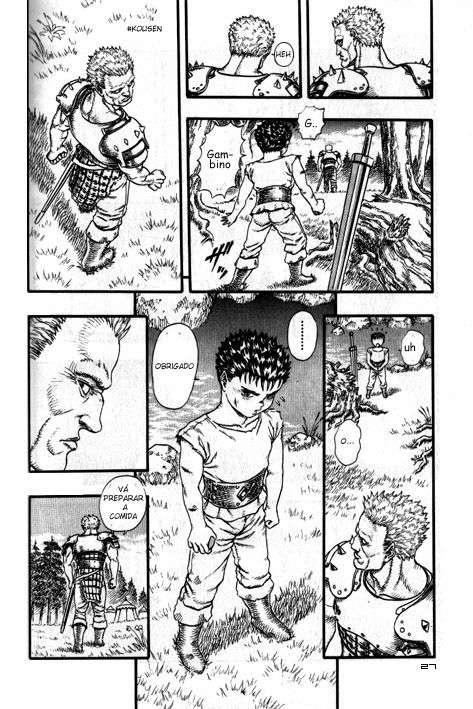 #KOUSEN
HEH
G..
Gam-
bino
uh
O...
........
OBRIGADO
VÁ
PREPARAR
A
COMIDA
27